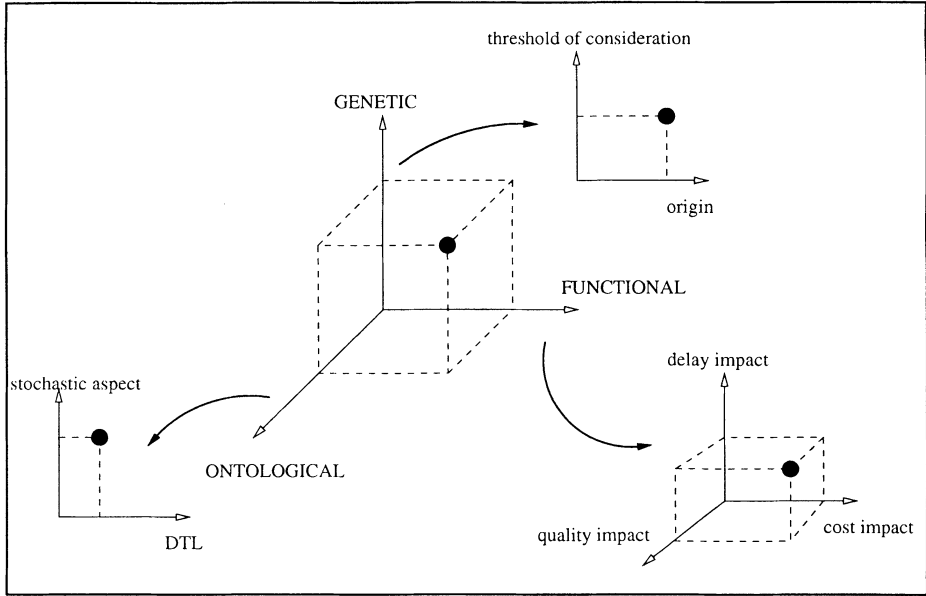 threshold of consideration
GENETIC
origin
FUNCTIONAL
delay impact
stochastic aspect
ONTOLOGICAL
quality impact
cost impact
DTL